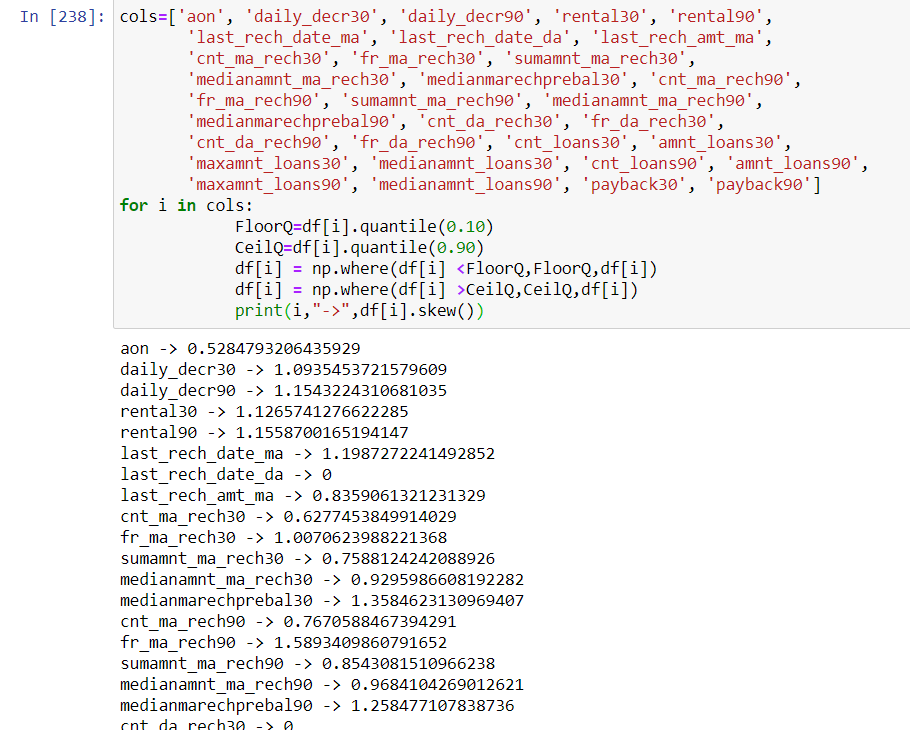 In [238]: cols=['aon', 'daily_decr30', 'daily_decr90', 'rental30', 'rental90',
'last_rech_date_ma', 'last_rech_date_da', 'last_rech_amt_ma',
'cnt_ma_rech30', 'fr_ma_rech30', 'sumamnt_ma_rech30',
'medianamnt_ma_rech30', 'medianmarechprebal30', 'cnt_ma_rech90',
'fr_ma_rech90', 'sumamnt_ma_rech90', 'medianamnt_ma_rech90',
'medianmarechprebal90', 'cnt_da_rech30', 'fr_da_rech30',
'cnt_da_rech90', 'fr_da_rech90', 'cnt_loans30', 'amnt_loans30',
'maxamnt_loans30', 'medianamnt_loans30', 'cnt_loans90', 'amnt_loans90',
'maxamnt_loans90', 'medianamnt_loans90', 'payback30', 'payback90']
for i in cols:
FloorQ=df[i].quantile(0.10)
CeilQ=df[i].quantile(0.90)
df[i] = np.where(df[i] <FloorQ,FloorQ,df[i])
df[i] = np.where(df[i] >CeilQ,CeilQ,df[i])
print(i,"->",df[i].skew())
aon -> 0.5284793206435929
daily_decr30 -> 1.0935453721579609
daily_decr90 -> 1.1543224310681035
rental30 -> 1.1265741276622285
rental90 -> 1.1558700165194147
last_rech_date_ma -> 1.1987272241492852
last_rech_date_da -> 0
last_rech_amt_ma -> 0.8359061321231329
cnt_ma_rech30 -> 0.6277453849914029
fr_ma_rech30 -> 1.0070623988221368
sumamnt_ma_rech30 -> 0.7588124242088926
medianamnt_ma_rech30 -> 0.9295986608192282
medianmarechprebal30 -> 1.3584623130969407
cnt_ma_rech90 -> 0.7670588467394291
fr_ma_rech90 -> 1.5893409860791652
sumamnt_ma_rech90 -> 0.8543081510966238
medianamnt_ma_rech90 -> 0.9684104269012621
medianmarechprebal90 -> 1.258477107838736
cnt_da_rech30 -> 0